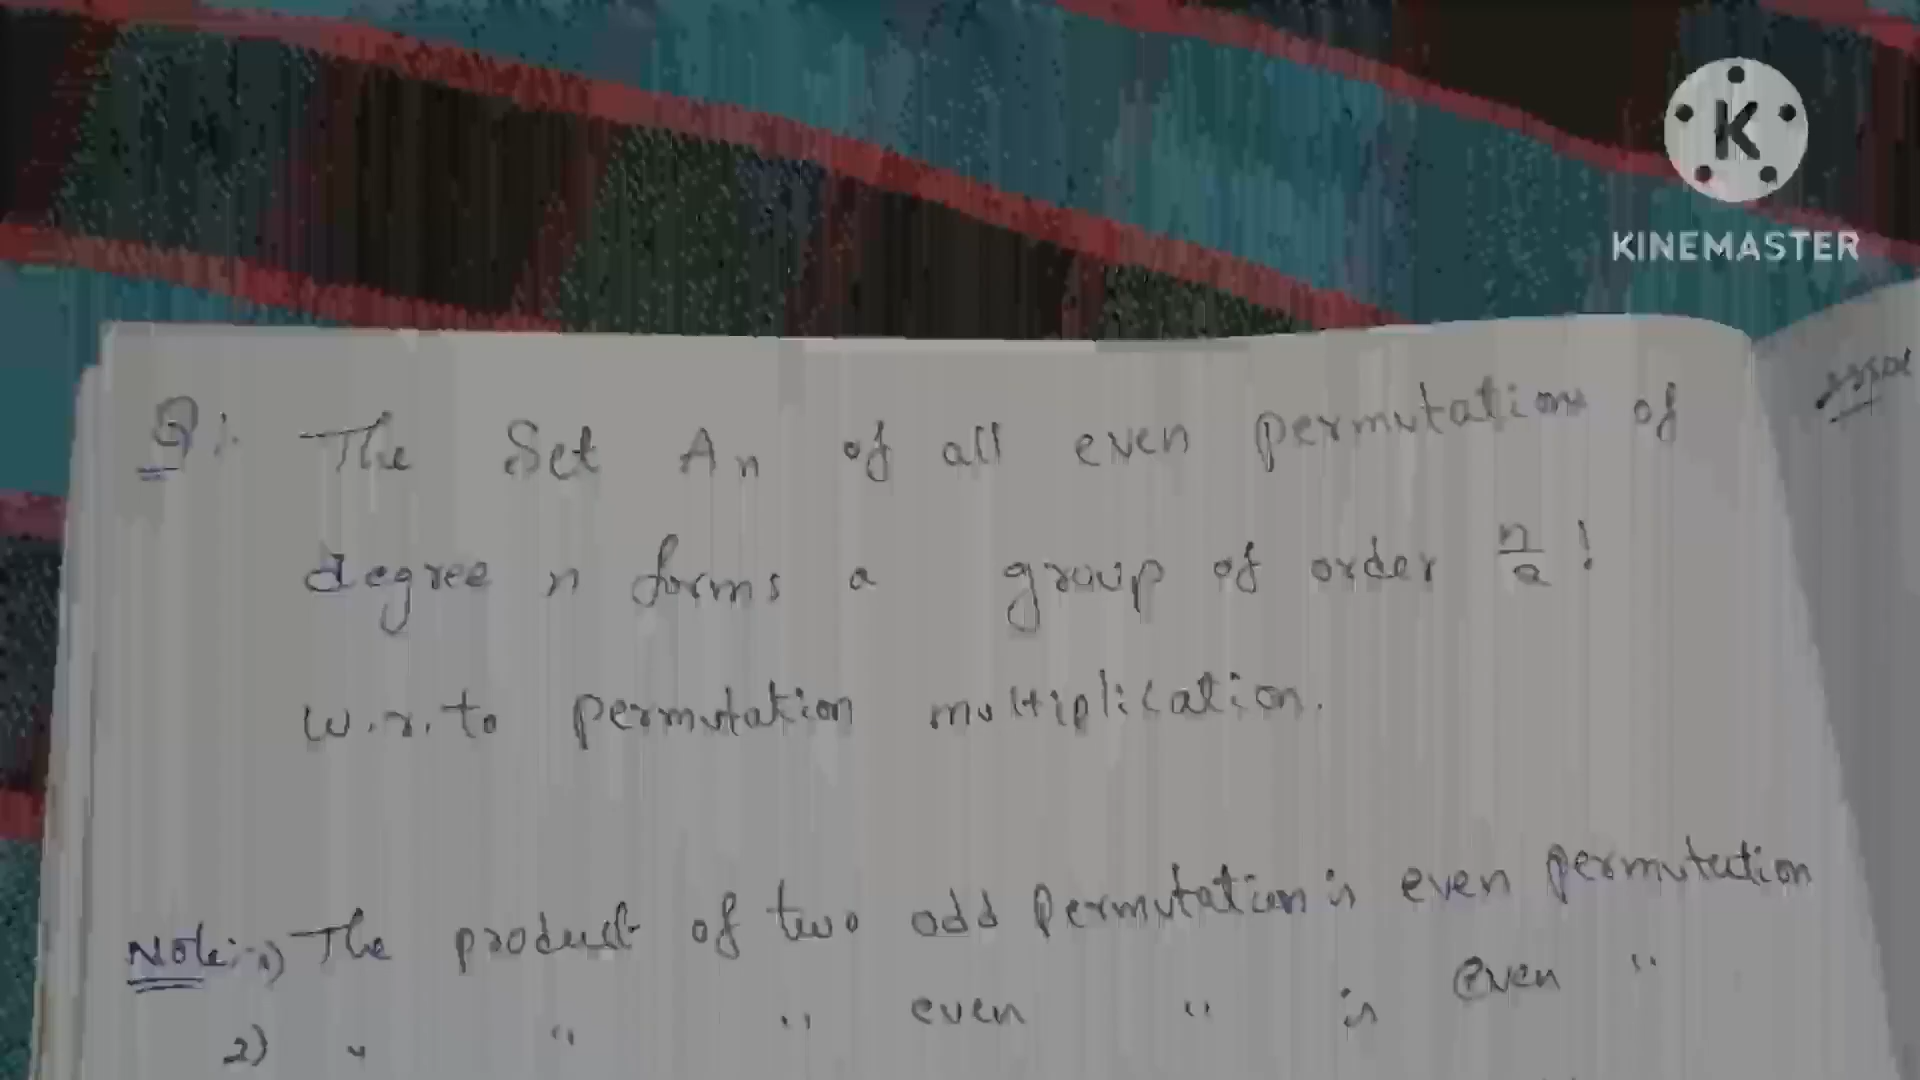 KINEMASTER
Q:- The Set An of all even permutations of
degree n forms a group of order n/2!
w.r.to permutation multiplication.
Note:-1) The product of two odd permutation is even permutation
2) " " " even " is even "